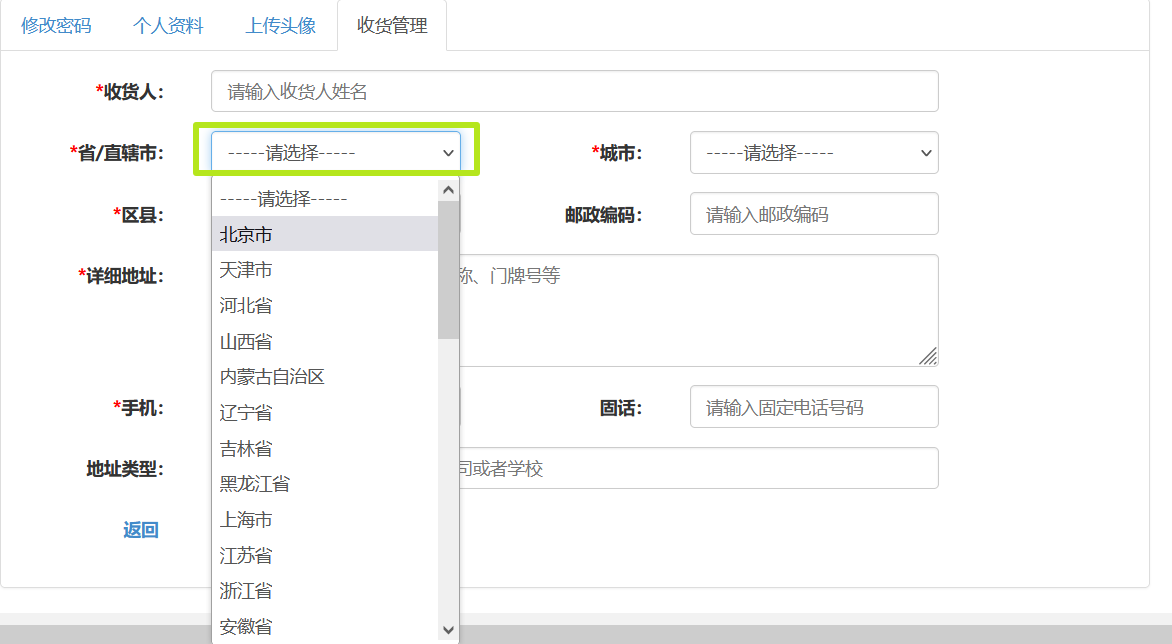 修改密码 个人资料 上传头像 收货管理
*收货人： 请输入收货人姓名
*省/直辖市： -----请选择----- *城市： -----请选择-----
-----请选择-----
*区县： 邮政编码： 请输入邮政编码
北京市
天津市
*详细地址： 称、门牌号等
河北省
山西省
内蒙古自治区
辽宁省
*手机： 固话： 请输入固定电话号码
吉林省
地址类型： 司或者学校
黑龙江省
上海市
返回
江苏省
浙江省
安徽省